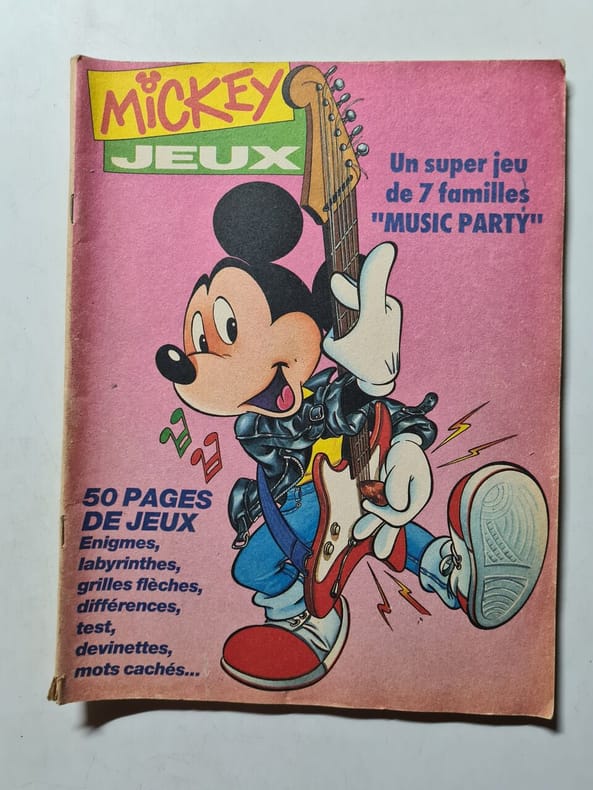 MiCKEY
JEUX
Un super jeu
de 7 familles
"MUSIC PARTY"
50 PAGES
DE JEUX
Enigmes,
labyrinthes,
grilles flèches,
différences,
test,
devinettes,
mots cachés...